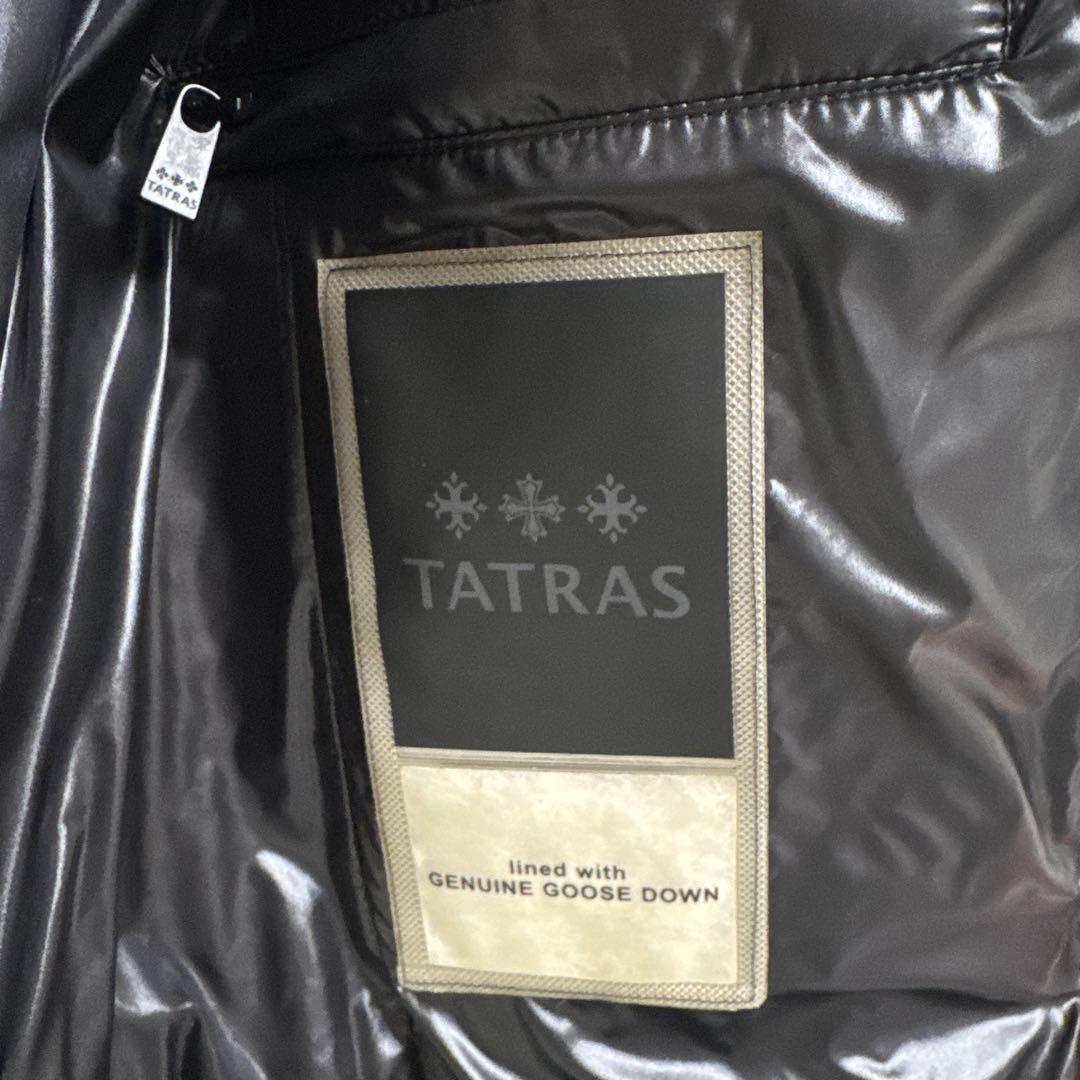 TATRAS
TATRAS
lined with
GENUINE GOOSE DOWN